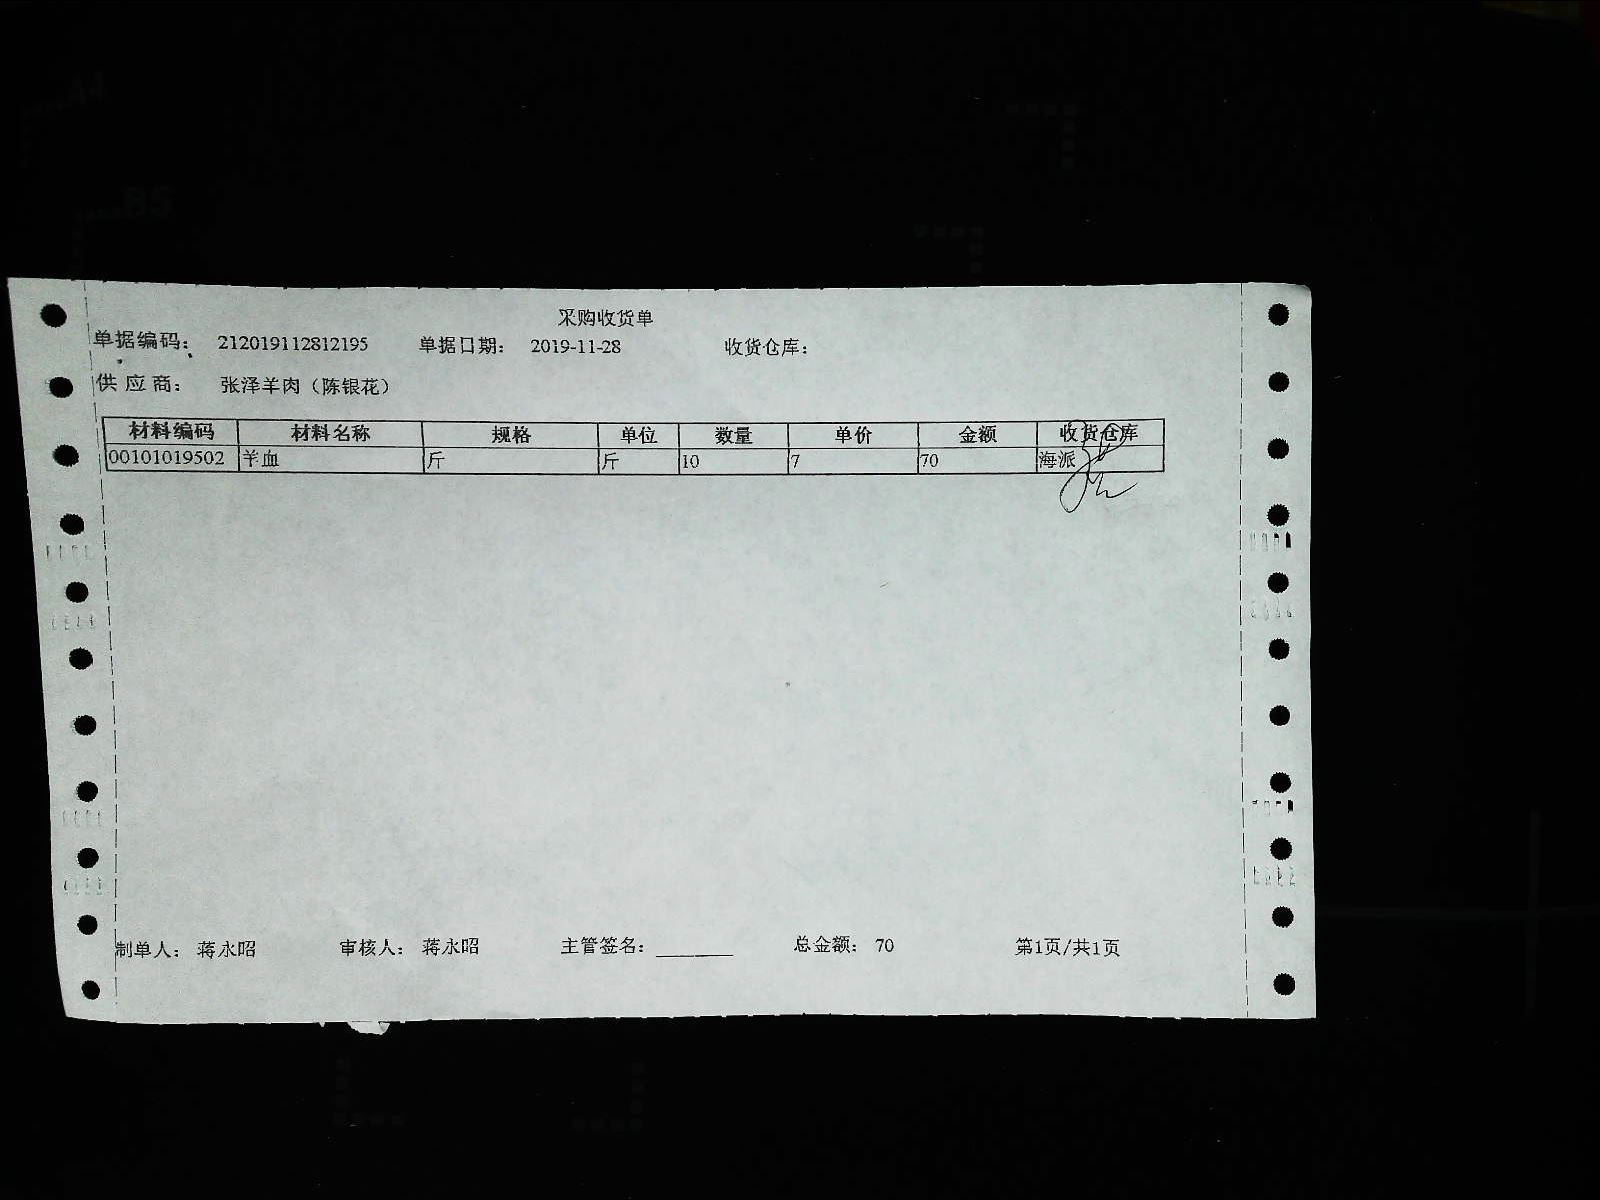 采购收货单
单据编码： 212019112812195 单据日期： 2019-11-28 收货仓库：
供应商： 张泽羊肉（陈银花）
材料编码 材料名称 规格 单位 数量 单价 金额 收货仓库
00101019502 羊血 斤 斤 10 7 70 海派
制单人： 蒋永昭 审核人： 蒋永昭 主管签名： 总金额： 70 第1页/共1页